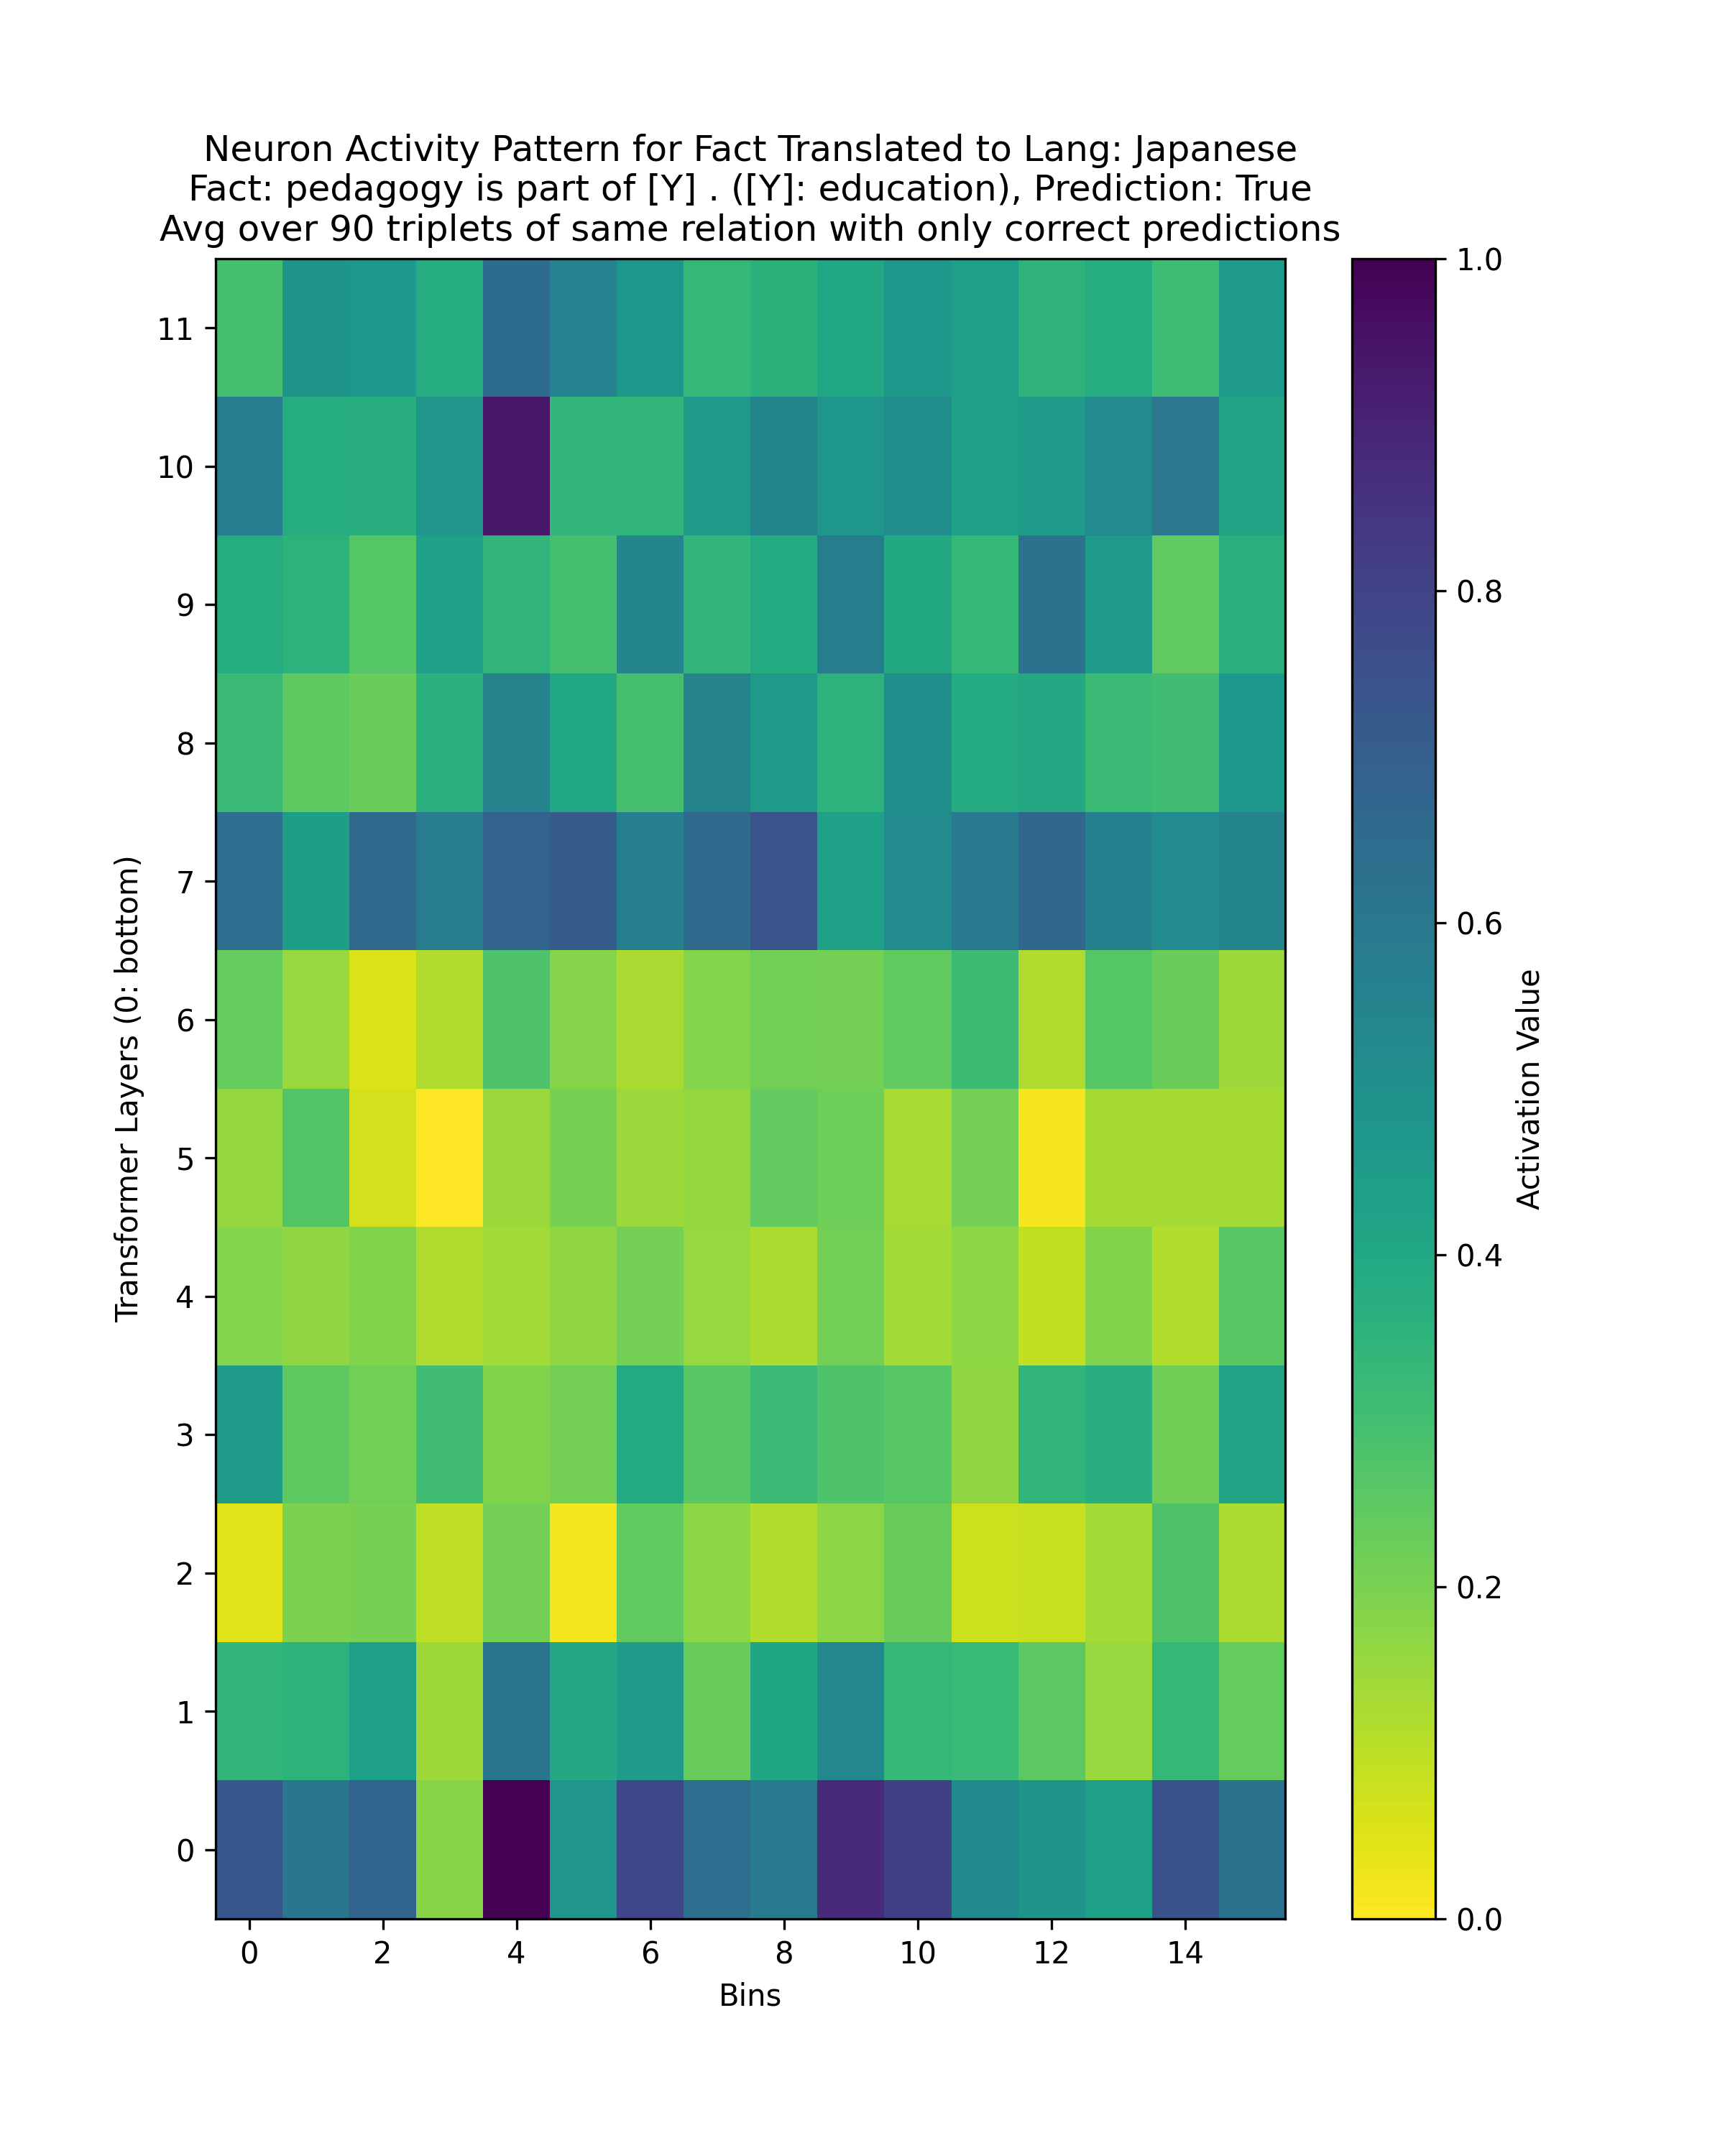 Neuron Activity Pattern for Fact Translated to Lang: Japanese
Fact: pedagogy is part of [Y] . ([Y]: education), Prediction: True
Avg over 90 triplets of same relation with only correct predictions
Transformer Layers (0: bottom)
11
10
9
8
7
6
5
4
3
2
1
0
0 2 4 6 8 10 12 14
Bins
1.0
0.8
0.6
0.4
0.2
0.0
Activation Value